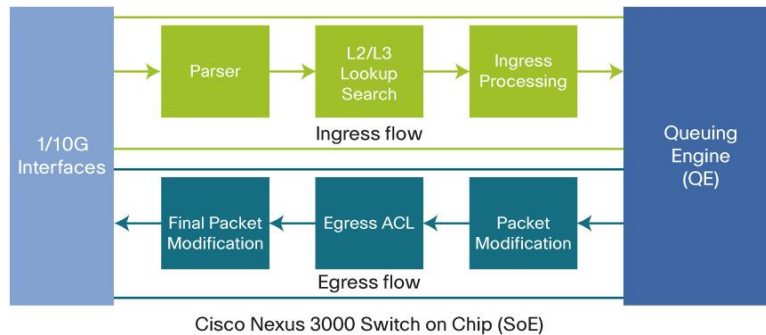 1/10G
Interfaces
Parser
L2/L3
Lookup
Search
Ingress
Processing
Ingress flow
Queuing
Engine
(QE)
Final Packet
Modification
Egress ACL
Packet
Modification
Egress flow
Cisco Nexus 3000 Switch on Chip (SoE)